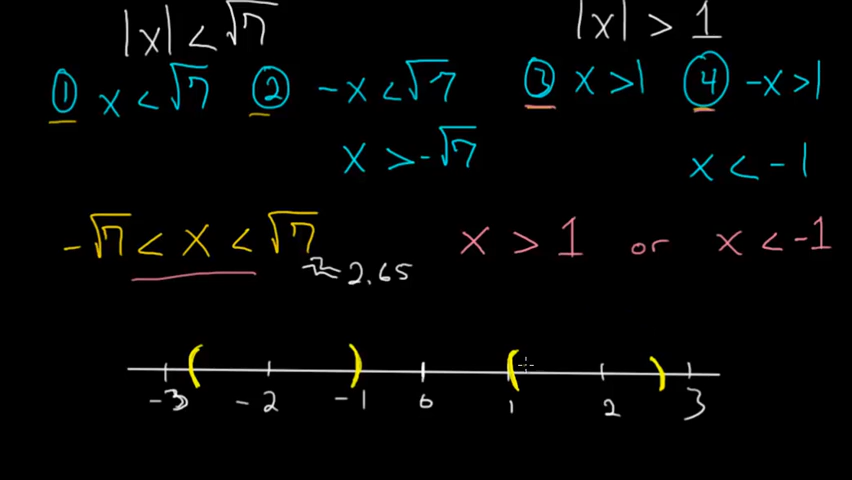 |x| < √7 |x| > 1
① x < √7 ② -x < √7 ③ x > 1 ④ -x > 1
x > -√7 x < -1
-√7 < x < √7 x > 1 or x < -1
≈ 2.65
-3 -2 -1 0 1 2 3